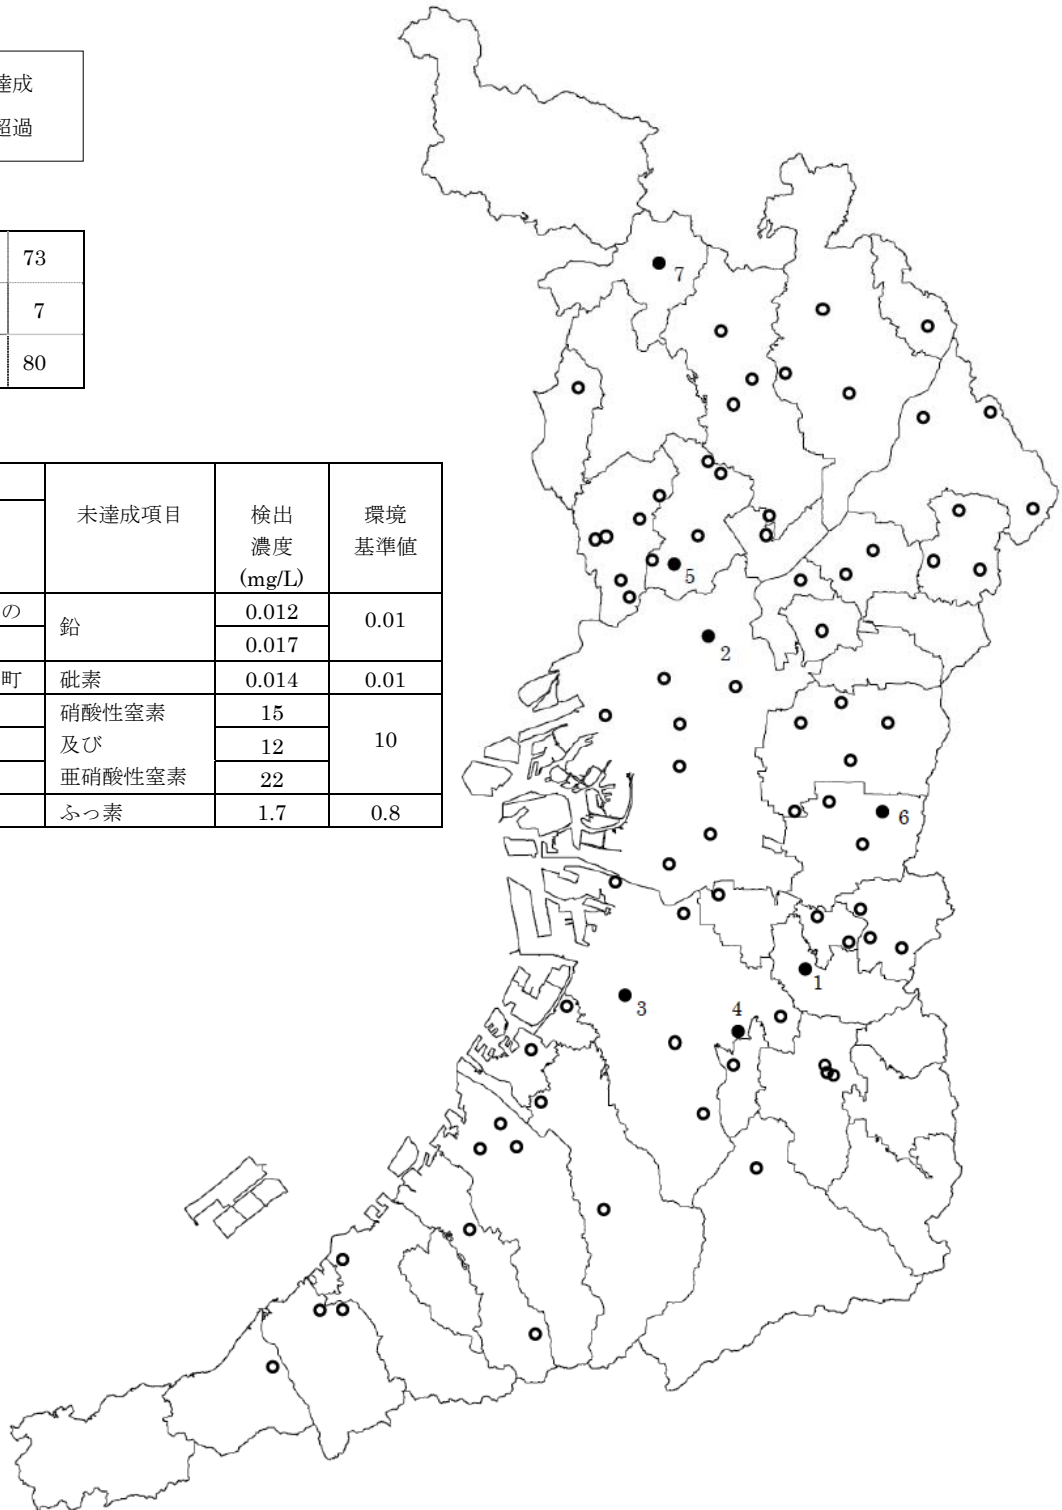 達成
超過
73
7
80
未達成項目
検出
濃度
(mg/L)
環境
基準値
の
鉛
0.012
0.01
0.017
町
砒素
0.014
0.01
硝酸性窒素
15
及び
12
10
亜硝酸性窒素
22
ふっ素
1.7
0.8
7
5
2
6
1
3
4